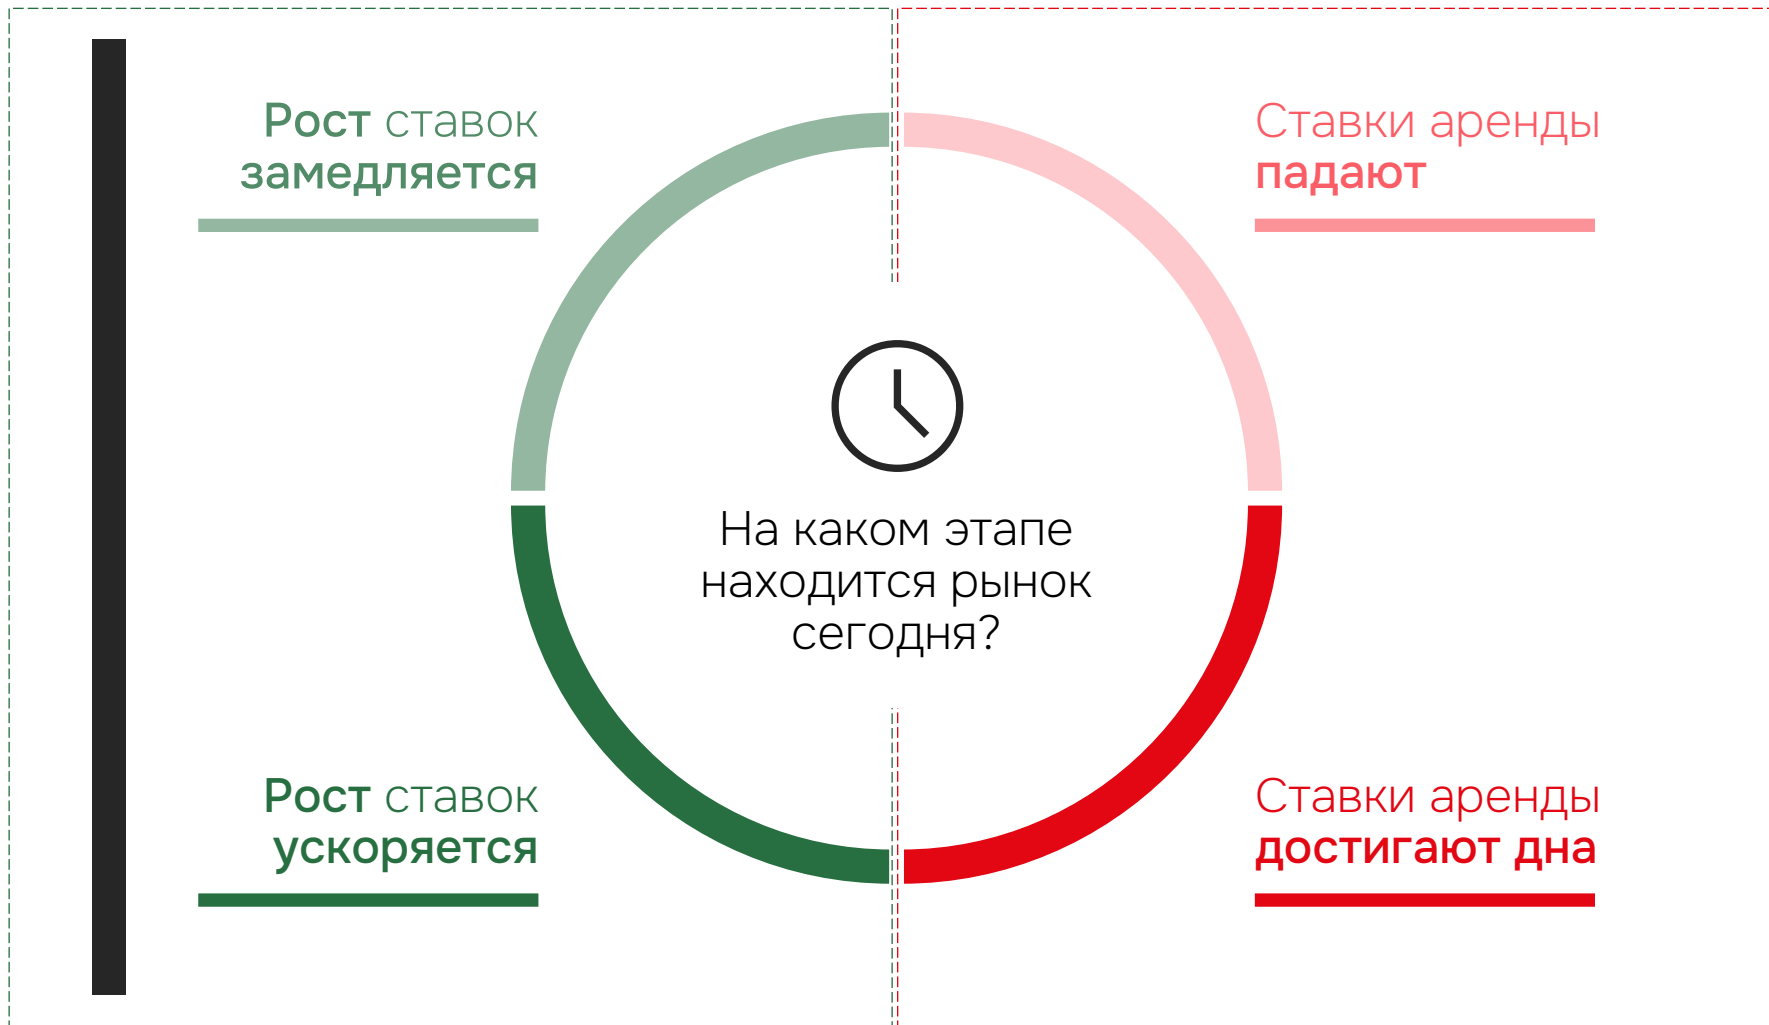 Рост ставок
замедляется
Ставки аренды
падают
На каком этапе
находится рынок
сегодня?
Рост ставок
ускоряется
Ставки аренды
достигают дна